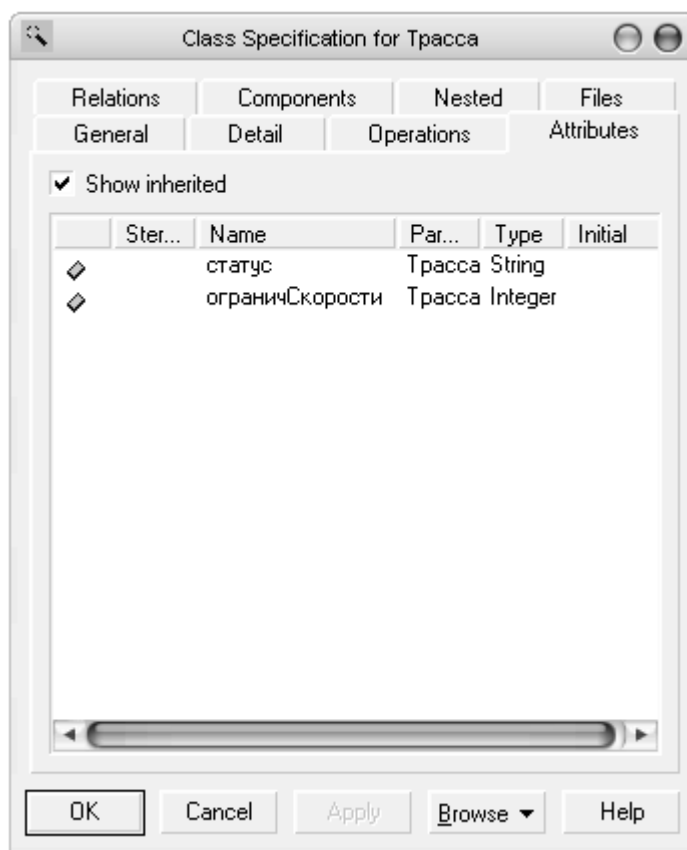 Class Specification for Трасса
Relations Components Nested Files
General Detail Operations Attributes
Show inherited
Ster... Name Par... Type Initial
статус Трасса String
ограничСкорости Трасса Integer
OK Cancel Apply Browse Help